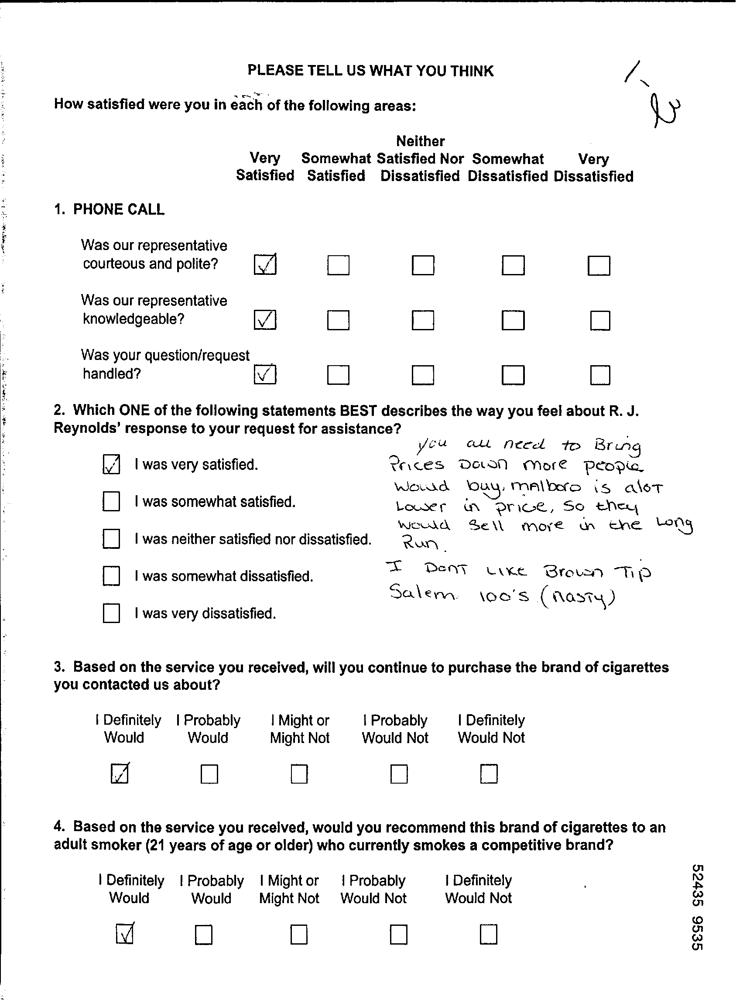 PLEASE TELL US WHAT YOU THINK
How satisfied were you in each of the following areas:
Neither
Very Somewhat Satisfied Nor Somewhat Very
Satisfied Satisfied Dissatisfied Dissatisfied Dissatisfied
1. PHONE CALL
Was our representative
courteous and polite?
Was our representative
knowledgeable?
Was your question/request
handled?
2. Which ONE of the following statements BEST describes the way you feel about R. J.
Reynolds' response to your request for assistance?
I was very satisfied.
I was somewhat satisfied.
I was neither satisfied nor dissatisfied.
I was somewhat dissatisfied.
I was very dissatisfied.
you all need to Bring
Prices Down more people
would buy. malboro is alot
Lower in price, so they
would sell more in the Long
Run.
I Dont Like Brown Tip
Salem 100's (nasty)
3. Based on the service you received, will you continue to purchase the brand of cigarettes
you contacted us about?
I Definitely I Probably I Might or I Probably I Definitely
Would Would Might Not Would Not Would Not
4. Based on the service you received, would you recommend this brand of cigarettes to an
adult smoker (21 years of age or older) who currently smokes a competitive brand?
I Definitely I Probably I Might or I Probably I Definitely
Would Would Might Not Would Not Would Not
52435 9535